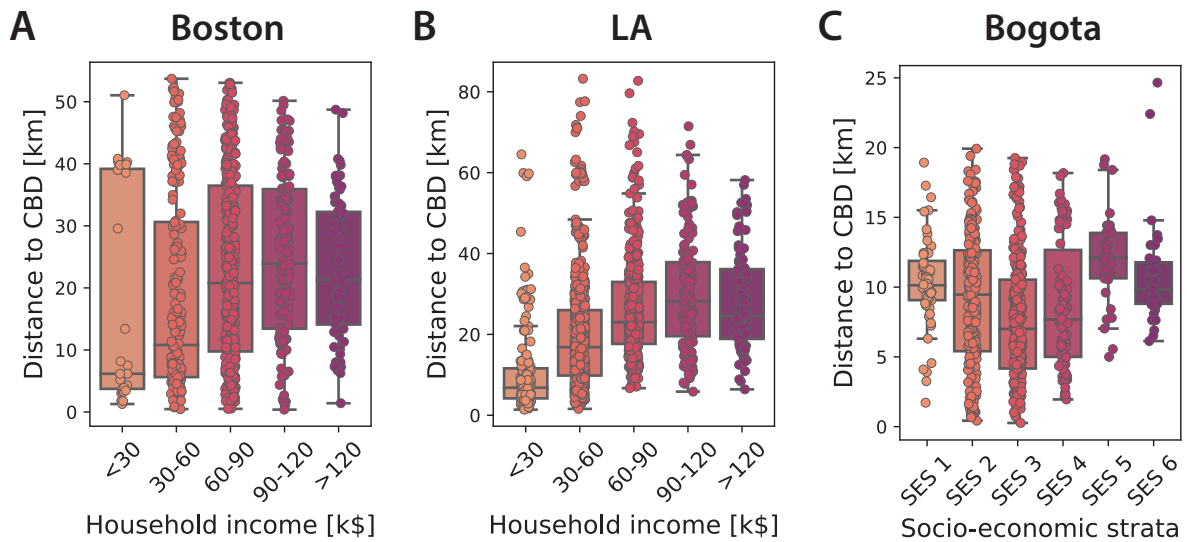 A Boston
Distance to CBD [km]
50
40
30
20
10
0
<30 30-60 60-90 90-120 >120
Household income [k$]
B LA
Distance to CBD [km]
80
60
40
20
0
<30 30-60 60-90 90-120 >120
Household income [k$]
C Bogota
Distance to CBD [km]
25
20
15
10
5
0
SES 1 SES 2 SES 3 SES 4 SES 5 SES 6
Socio-economic strata